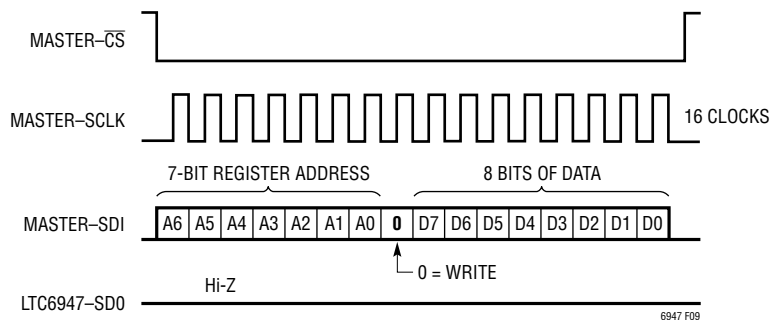 MASTER–CS
MASTER–SCLK
16 CLOCKS
7-BIT REGISTER ADDRESS 8 BITS OF DATA
MASTER–SDI A6 A5 A4 A3 A2 A1 A0 0 D7 D6 D5 D4 D3 D2 D1 D0
0 = WRITE
Hi-Z
LTC6947–SD0
6947 F09